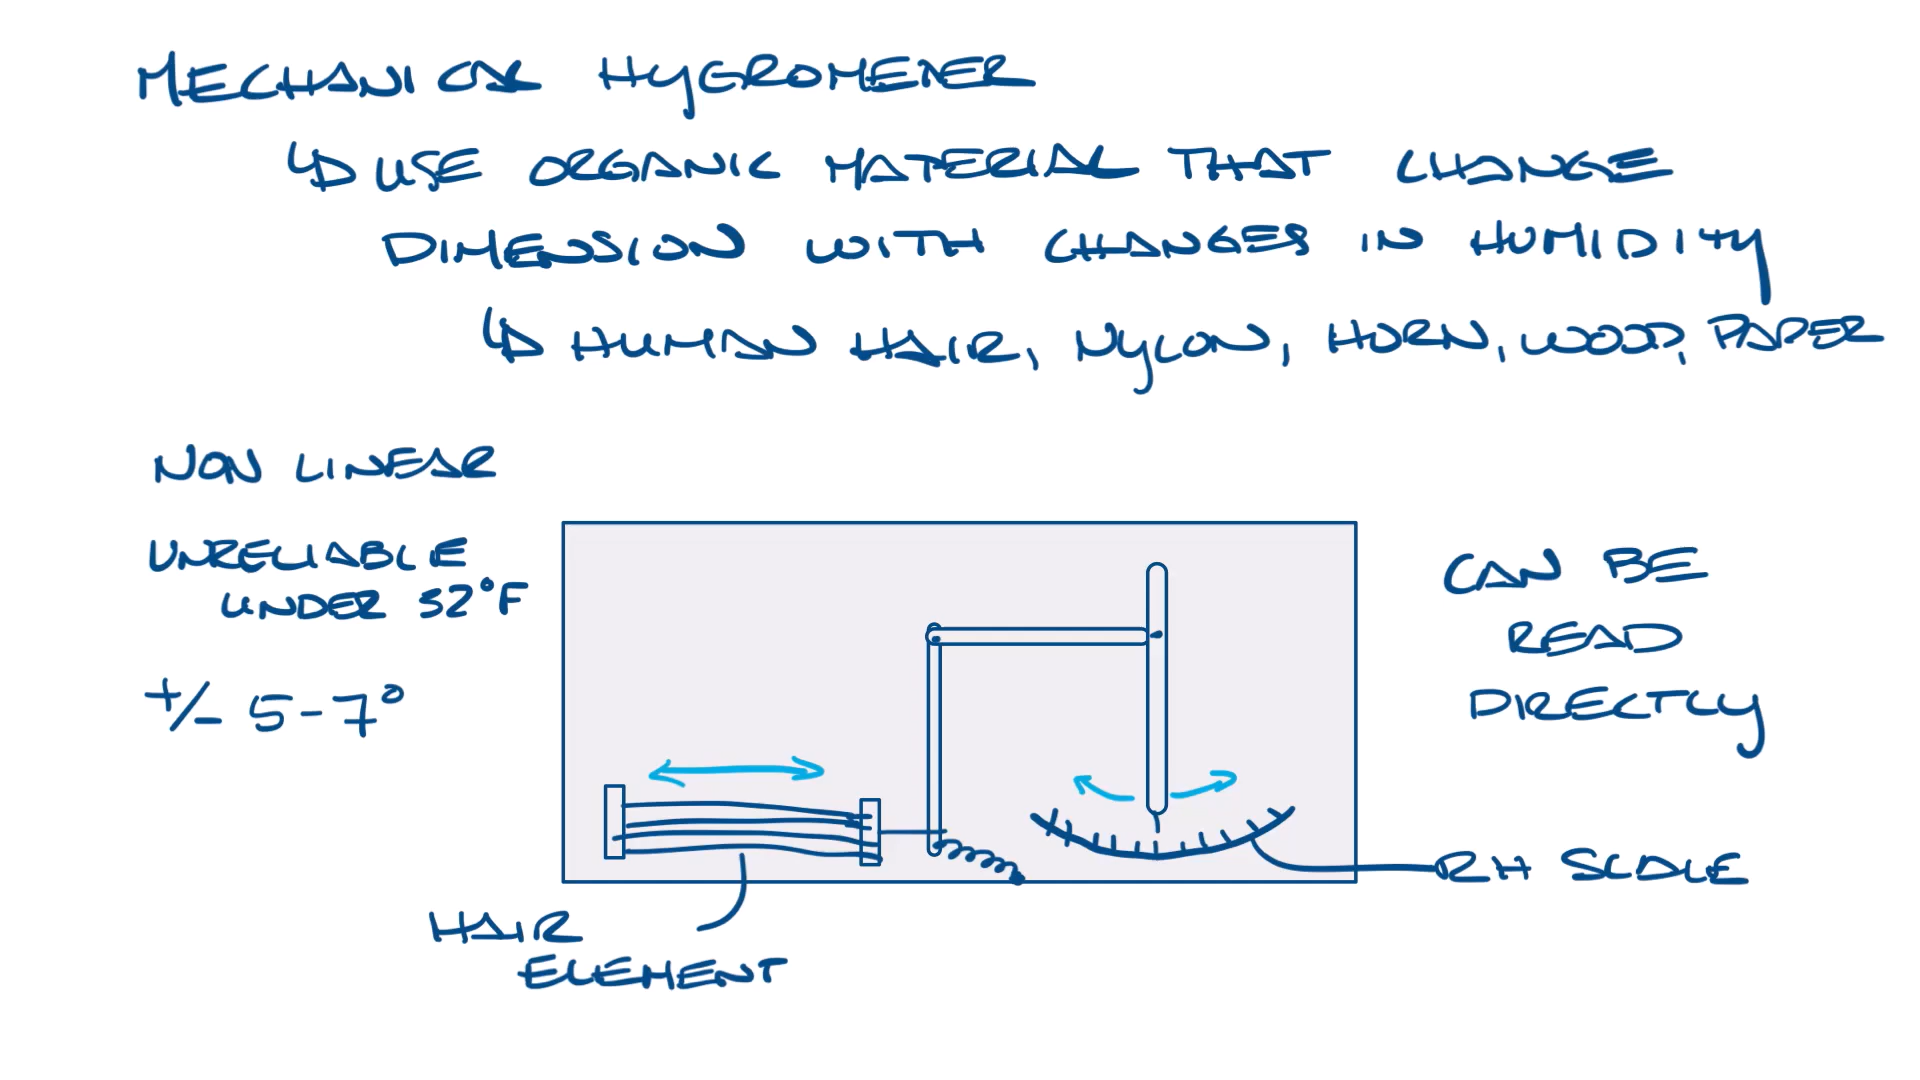 MECHANICAL HYGROMETER
↳ USE ORGANIC MATERIAL THAT CHANGE
DIMENSION WITH CHANGES IN HUMIDITY
↳ HUMAN HAIR, NYLON, HORN, WOOD, PAPER
NON LINEAR
UNRELIABLE
UNDER 32°F
+/- 5-7°
CAN BE
READ
DIRECTLY
RH SCALE
HAIR
ELEMENT